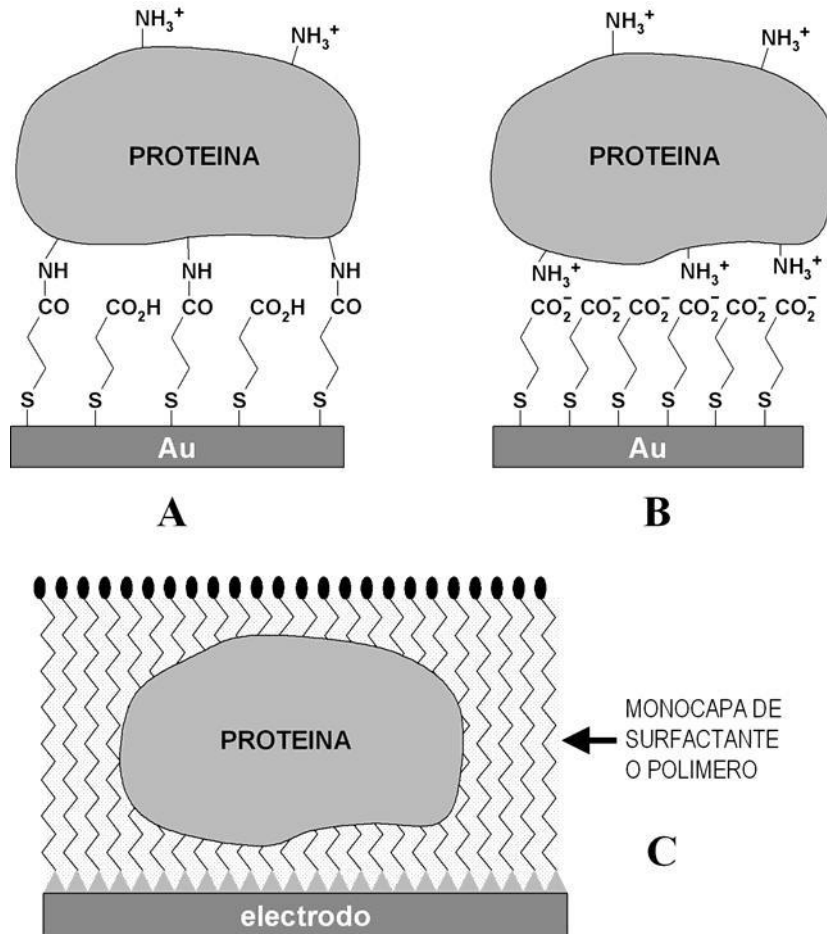 NH₃⁺ NH₃⁺
PROTEINA
NH NH NH
CO CO₂H CO CO₂H CO
S S S S S
Au
A
NH₃⁺ NH₃⁺
PROTEINA
NH₃⁺ NH₃⁺ NH₃⁺
CO₂⁻ CO₂⁻ CO₂⁻ CO₂⁻ CO₂⁻ CO₂⁻
S S S S S S
Au
B
PROTEINA
MONOCAPA DE
SURFACTANTE
O POLIMERO
C
electrodo